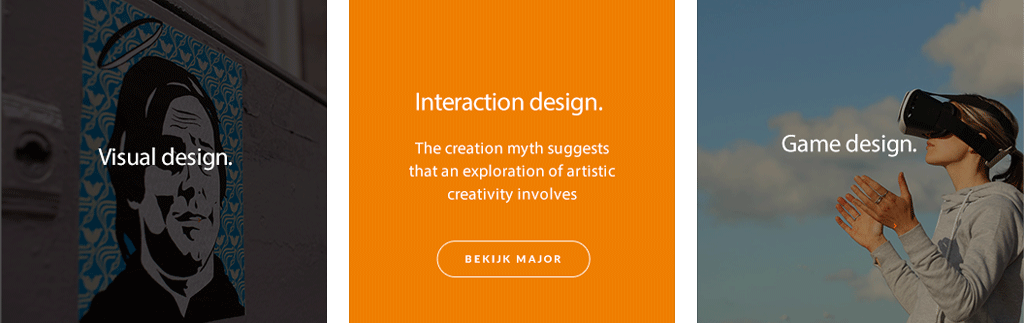 Visual design.
Interaction design.
The creation myth suggests
that an exploration of artistic
creativity involves
BEKIJK MAJOR
Game design.